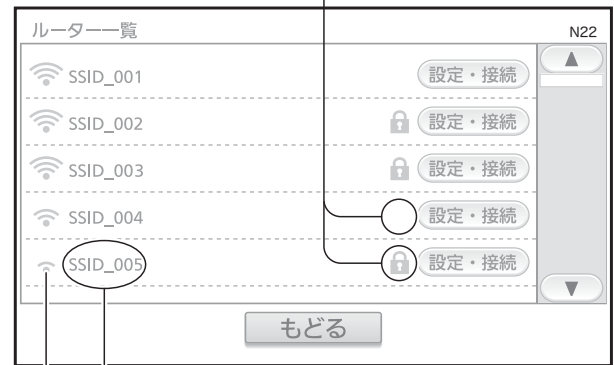 ルーター一覧 N22
SSID_001 設定・接続
SSID_002 設定・接続
SSID_003 設定・接続
SSID_004 設定・接続
SSID_005 設定・接続
もどる